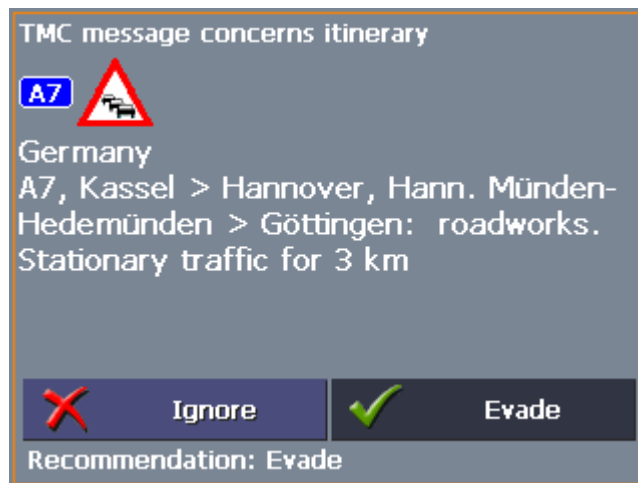 TMC message concerns itinerary
A7
Germany
A7, Kassel > Hannover, Hann. Münden-
Hedemünden > Göttingen:  roadworks.
Stationary traffic for 3 km
Ignore
Evade
Recommendation: Evade